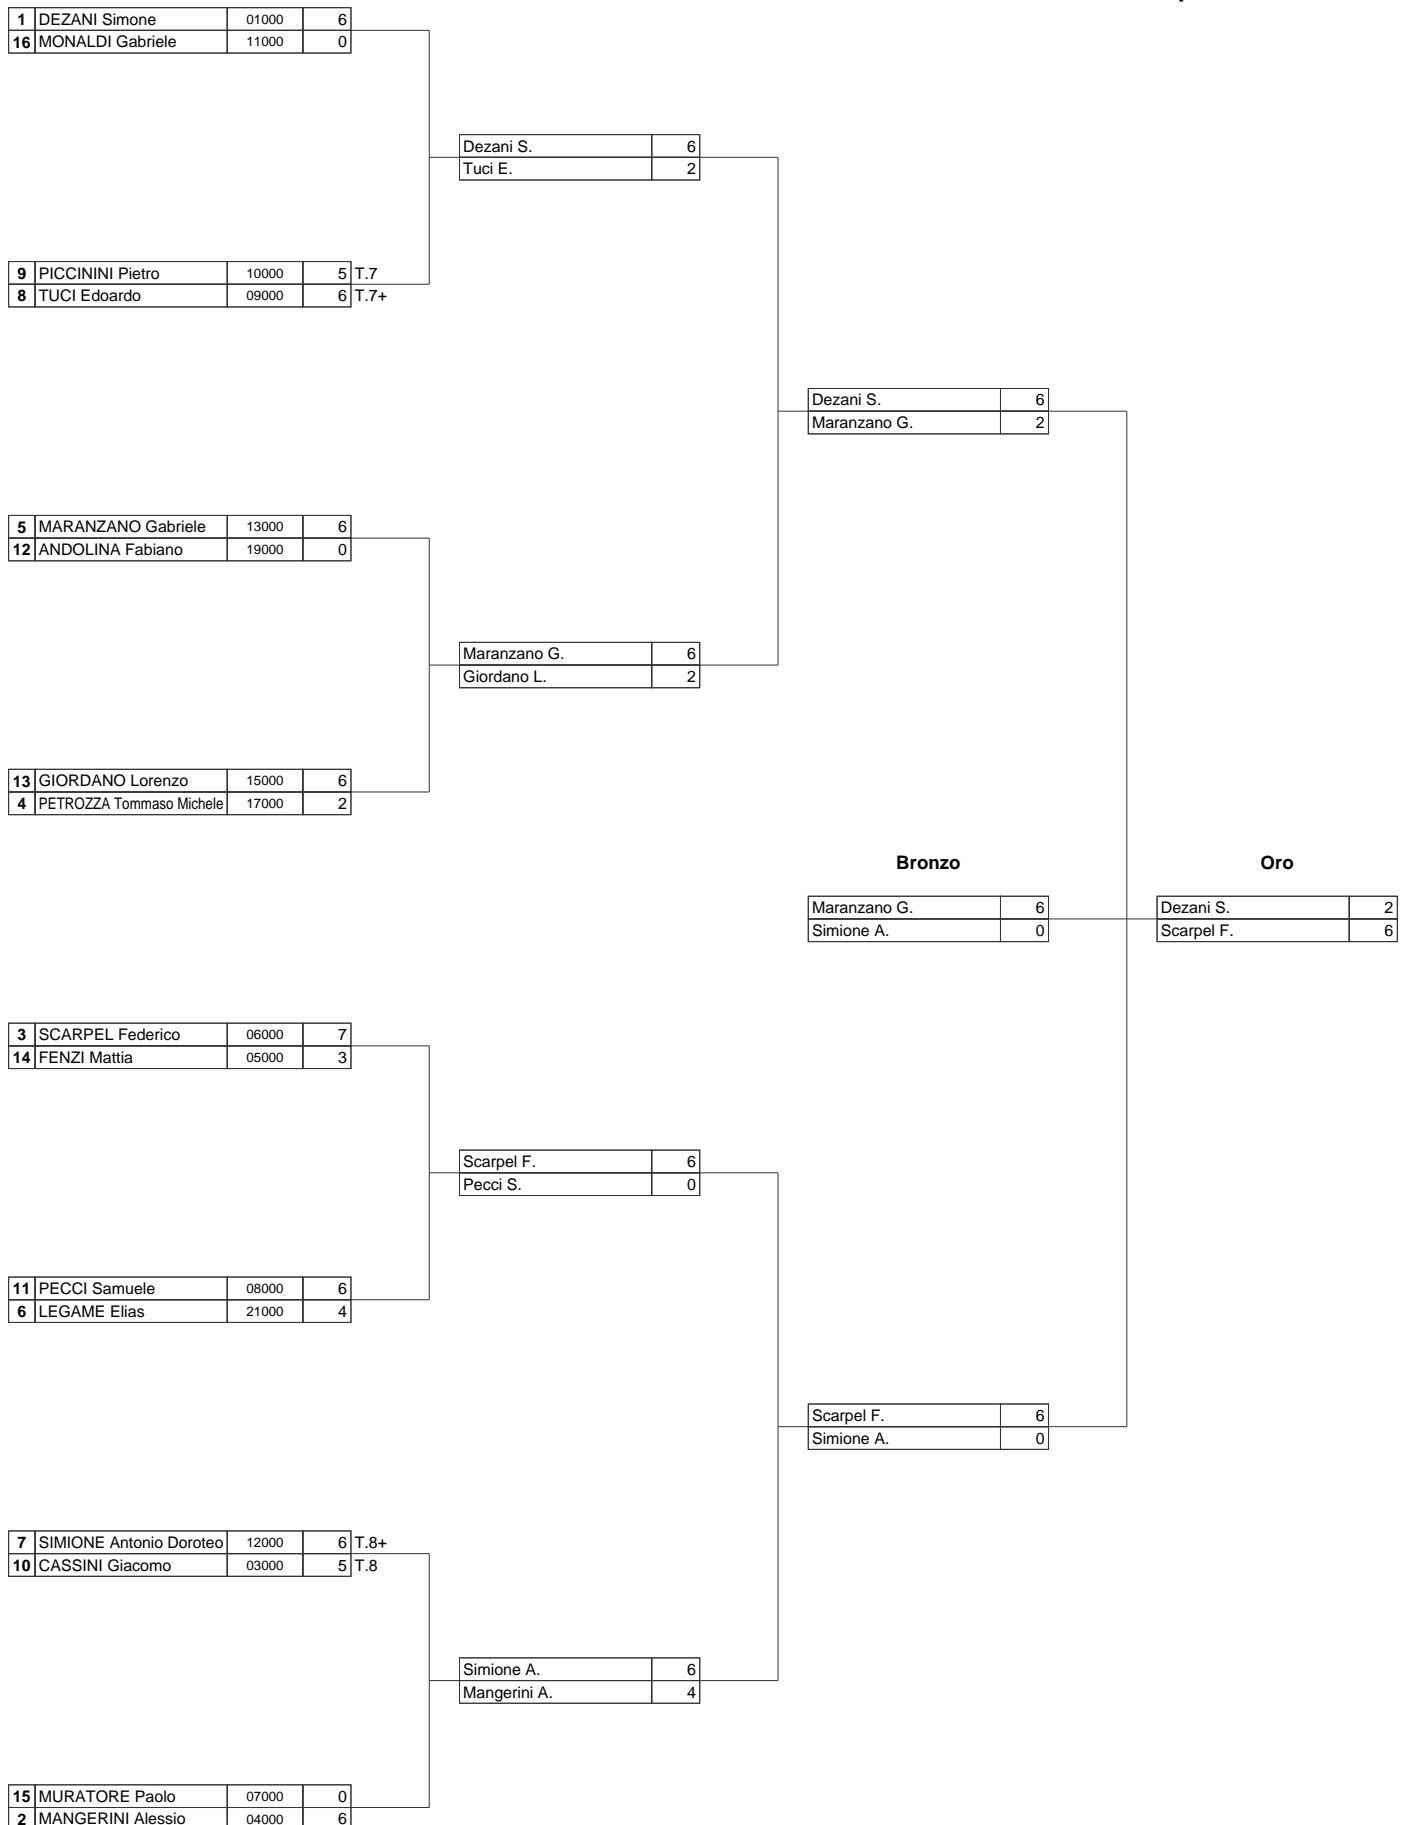 1 DEZANI Simone 01000 6
16 MONALDI Gabriele 11000 0
Dezani S. 6
Tuci E. 2
9 PICCININI Pietro 10000 5 T.7
8 TUCI Edoardo 09000 6 T.7+
Dezani S. 6
Maranzano G. 2
5 MARANZANO Gabriele 13000 6
12 ANDOLINA Fabiano 19000 0
Maranzano G. 6
Giordano L. 2
13 GIORDANO Lorenzo 15000 6
4 PETROZZA Tommaso Michele 17000 2
Bronzo Oro
Maranzano G. 6 Dezani S. 2
Simione A. 0 Scarpel F. 6
3 SCARPEL Federico 06000 7
14 FENZI Mattia 05000 3
Scarpel F. 6
Pecci S. 0
11 PECCI Samuele 08000 6
6 LEGAME Elias 21000 4
Scarpel F. 6
Simione A. 0
7 SIMIONE Antonio Doroteo 12000 6 T.8+
10 CASSINI Giacomo 03000 5 T.8
Simione A. 6
Mangerini A. 4
15 MURATORE Paolo 07000 0
2 MANGERINI Alessio 04000 6